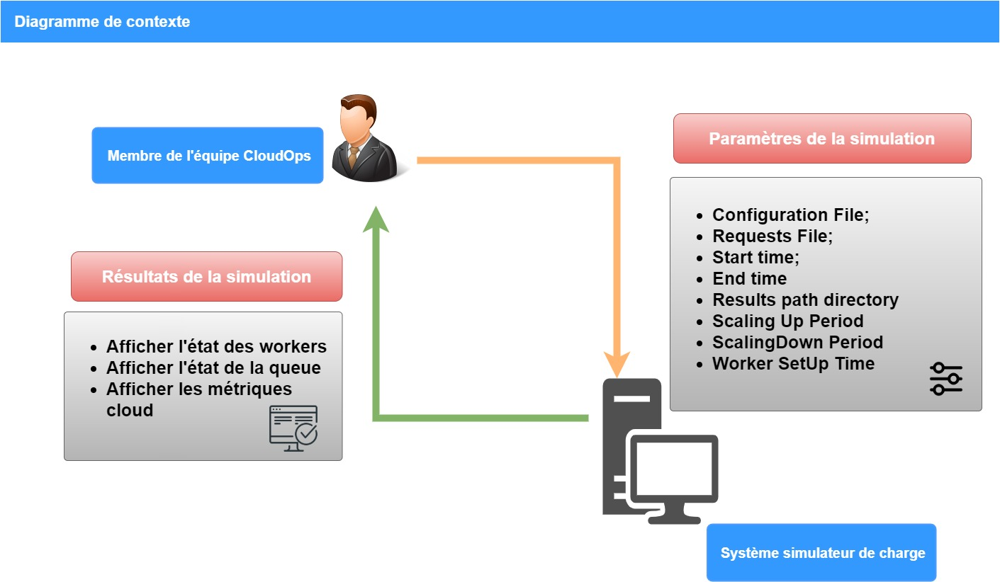 Diagramme de contexte
Membre de l'équipe CloudOps
Paramètres de la simulation
• Configuration File;
• Requests File;
• Start time;
• End time
• Results path directory
• Scaling Up Period
• ScalingDown Period
• Worker SetUp Time
Résultats de la simulation
• Afficher l'état des workers
• Afficher l'état de la queue
• Afficher les métriques
cloud
Système simulateur de charge